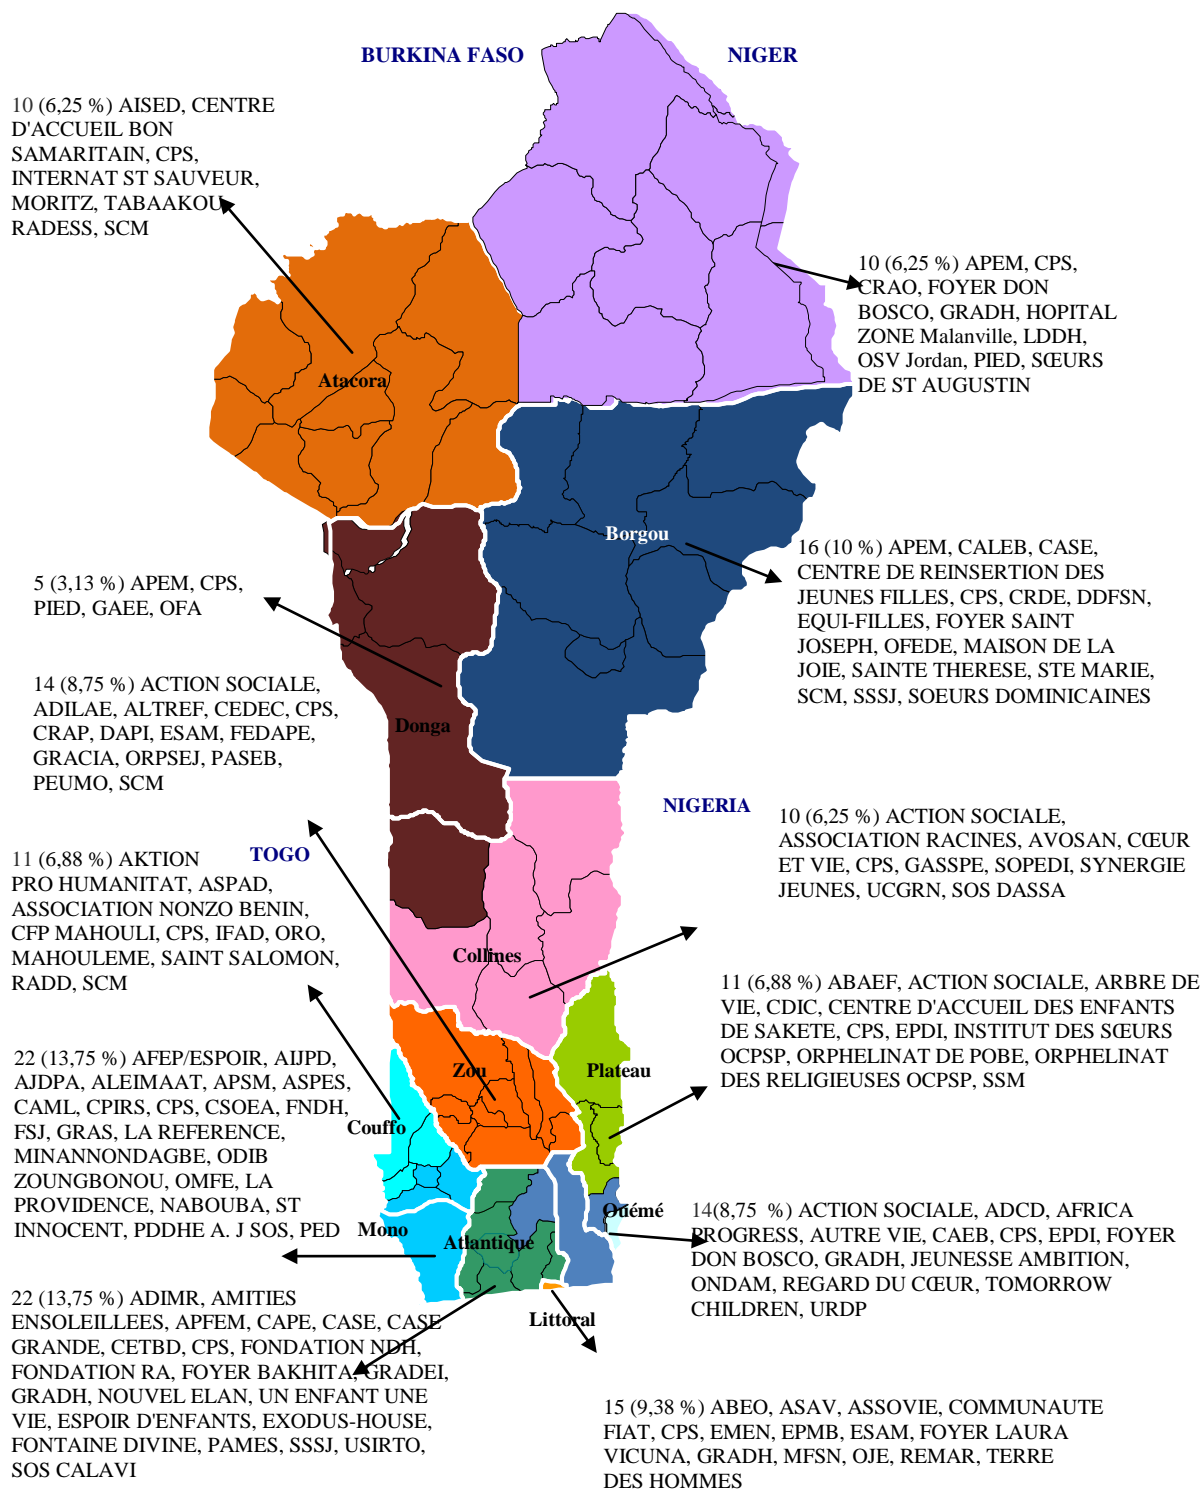 BURKINA FASO
NIGER
10 (6,25 %) AISED, CENTRE
D'ACCUEIL BON
SAMARITAIN, CPS,
INTERNAT ST SAUVEUR,
MORITZ, TABAAKOU
RADESS, SCM
10 (6,25 %) APEM, CPS,
CRAO, FOYER DON
BOSCO, GRADH, HOPITAL
ZONE Malanville, LDDH,
OSV Jordan, PIED, SŒURS
DE ST AUGUSTIN
Atacora
Borgou
16 (10 %) APEM, CALEB, CASE,
CENTRE DE REINSERTION DES
JEUNES FILLES, CPS, CRDE, DDFSN,
EQUI-FILLES, FOYER SAINT
JOSEPH, OFEDE, MAISON DE LA
JOIE, SAINTE THERESE, STE MARIE,
SCM, SSSJ, SOEURS DOMINICAINES
5 (3,13 %) APEM, CPS,
PIED, GAEE, OFA
14 (8,75 %) ACTION SOCIALE,
ADILAE, ALTREF, CEDEC, CPS,
CRAP, DAPI, ESAM, FEDAPE,
GRACIA, ORPSEJ, PASEB,
PEUMO, SCM
Donga
NIGERIA
10 (6,25 %) ACTION SOCIALE,
ASSOCIATION RACINES, AVOSAN, CŒUR
ET VIE, CPS, GASSPE, SOPEDI, SYNERGIE
JEUNES, UCGRN, SOS DASSA
TOGO
11 (6,88 %) AKTION
PRO HUMANITAT, ASPAD,
ASSOCIATION NONZO BENIN,
CFP MAHOULI, CPS, IFAD, ORO,
MAHOULEME, SAINT SALOMON,
RADD, SCM
Collines
11 (6,88 %) ABAEF, ACTION SOCIALE, ARBRE DE
VIE, CDIC, CENTRE D'ACCUEIL DES ENFANTS
DE SAKETE, CPS, EPDI, INSTITUT DES SŒURS
OCPSP, ORPHELINAT DE POBE, ORPHELINAT
DES RELIGIEUSES OCPSP, SSM
22 (13,75 %) AFEP/ESPOIR, AIJPD,
AJDPA, ALEIMAAT, APSM, ASPES,
CAML, CPIRS, CPS, CSOEA, FNDH,
FSJ, GRAS, LA REFERENCE,
MINANNONDAGBE, ODIB
ZOUNGBONOU, OMFE, LA
PROVIDENCE, NABOUBA, ST
INNOCENT, PDDHE A. J SOS, PED
Zou
Plateau
Couffo
Mono
Atlantique
Ouémé
14(8,75 %) ACTION SOCIALE, ADCD, AFRICA
PROGRESS, AUTRE VIE, CAEB, CPS, EPDI, FOYER
DON BOSCO, GRADH, JEUNESSE AMBITION,
ONDAM, REGARD DU CŒUR, TOMORROW
CHILDREN, URDP
22 (13,75 %) ADIMR, AMITIES
ENSOLEILLEES, APFEM, CAPE, CASE, CASE
GRANDE, CETBD, CPS, FONDATION NDH,
FONDATION RA, FOYER BAKHITA, GRADEI,
GRADH, NOUVEL ELAN, UN ENFANT UNE
VIE, ESPOIR D'ENFANTS, EXODUS-HOUSE,
FONTAINE DIVINE, PAMES, SSSJ, USIRTO,
SOS CALAVI
Littoral
15 (9,38 %) ABEO, ASAV, ASSOVIE, COMMUNAUTE
FIAT, CPS, EMEN, EPMB, ESAM, FOYER LAURA
VICUNA, GRADH, MFSN, OJE, REMAR, TERRE
DES HOMMES